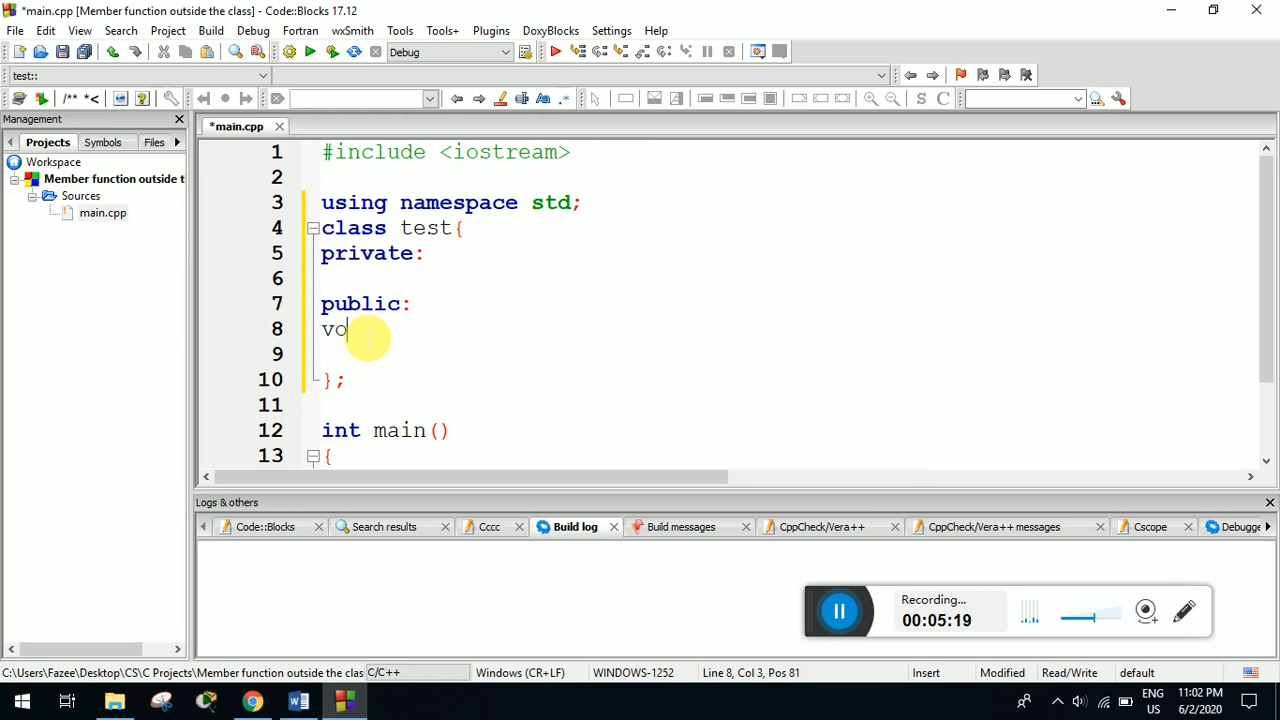 *main.cpp [Member function outside the class] - Code::Blocks 17.12
File Edit View Search Project Build Debug Fortran wxSmith Tools Tools+ Plugins DoxyBlocks Settings Help
Debug
test::
/** *< S C
Management
Projects Symbols Files
Workspace
Member function outside t
Sources
main.cpp
*main.cpp
1 #include <iostream>
2
3 using namespace std;
4 class test{
5 private:
6
7 public:
8 vo
9
10 };
11
12 int main()
13 {
Logs & others
Code::Blocks Search results Cccc Build log Build messages CppCheck/Vera++ CppCheck/Vera++ messages Cscope Debugge
Recording...
00:05:19
C:\Users\Fazee\Desktop\CS\C Projects\Member function outside the clas C/C++ Windows (CR+LF) WINDOWS-1252 Line 8, Col 3, Pos 81 Insert Modified Read/Write default
ENG
US
11:02 PM
6/2/2020